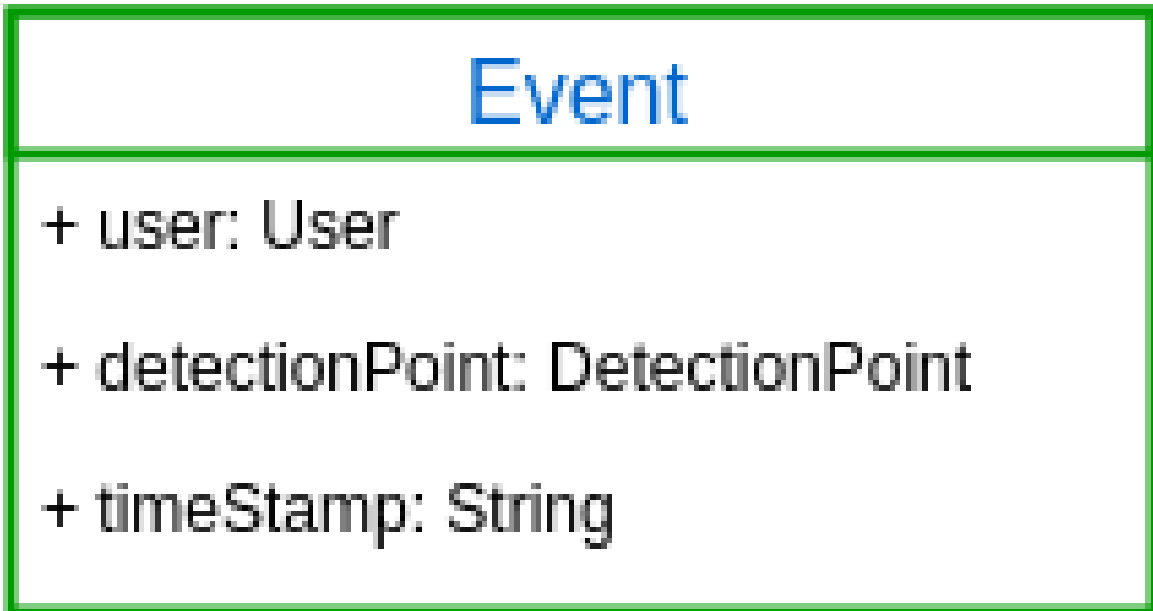 Event
+ user: User
+ detectionPoint: DetectionPoint
+ timeStamp: String